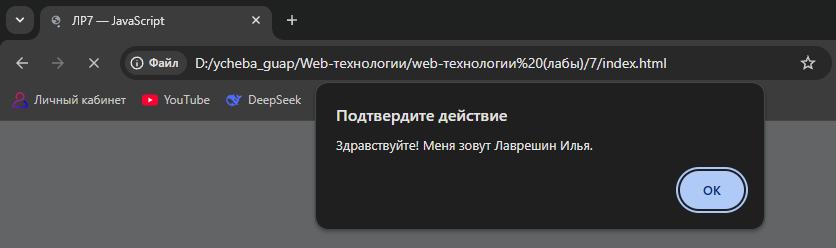 ЛР7 — JavaScript
Файл D:/ycheba_guap/Web-технологии/web-технологии%20(лабы)/7/index.html
Личный кабинет YouTube DeepSeek
Подтвердите действие
Здравствуйте! Меня зовут Лаврешин Илья.
ОК